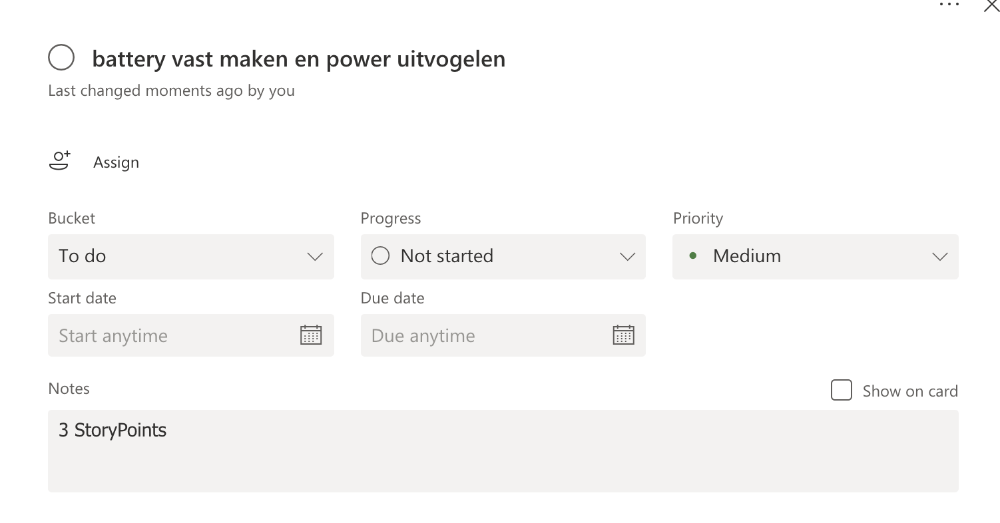 battery vast maken en power uitvogelen
Last changed moments ago by you
Assign
Bucket
Progress
Priority
To do
Not started
Medium
Start date
Due date
Start anytime
Due anytime
Notes
Show on card
3 StoryPoints